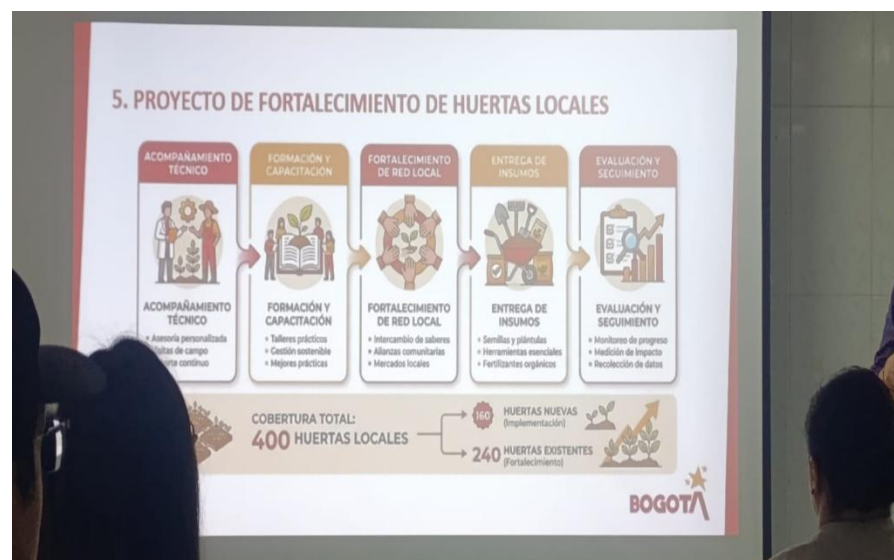 5. PROYECTO DE FORTALECIMIENTO DE HUERTAS LOCALES
ACOMPAÑAMIENTO
TÉCNICO
FORMACIÓN Y
CAPACITACIÓN
FORTALECIMIENTO
DE RED LOCAL
ENTREGA DE
INSUMOS
EVALUACIÓN Y
SEGUIMIENTO
ACOMPAÑAMIENTO
TÉCNICO
• Asesoría personalizada
de campo
continuo
FORMACIÓN Y
CAPACITACIÓN
• Talleres prácticos
• Gestión sostenible
• Mejores prácticas
FORTALECIMIENTO
DE RED LOCAL
• Intercambio de saberes
• Alianzas comunitarias
• Mercados locales
ENTREGA DE
INSUMOS
• Semillas y plántulas
• Herramientas esenciales
• Fertilizantes orgánicos
EVALUACIÓN Y
SEGUIMIENTO
• Monitoreo de progreso
• Medición de impacto
• Recolección de datos
COBERTURA TOTAL:
400 HUERTAS LOCALES
160 HUERTAS NUEVAS
(Implementación)
240 HUERTAS EXISTENTES
(Fortalecimiento)
BOGOTÁ